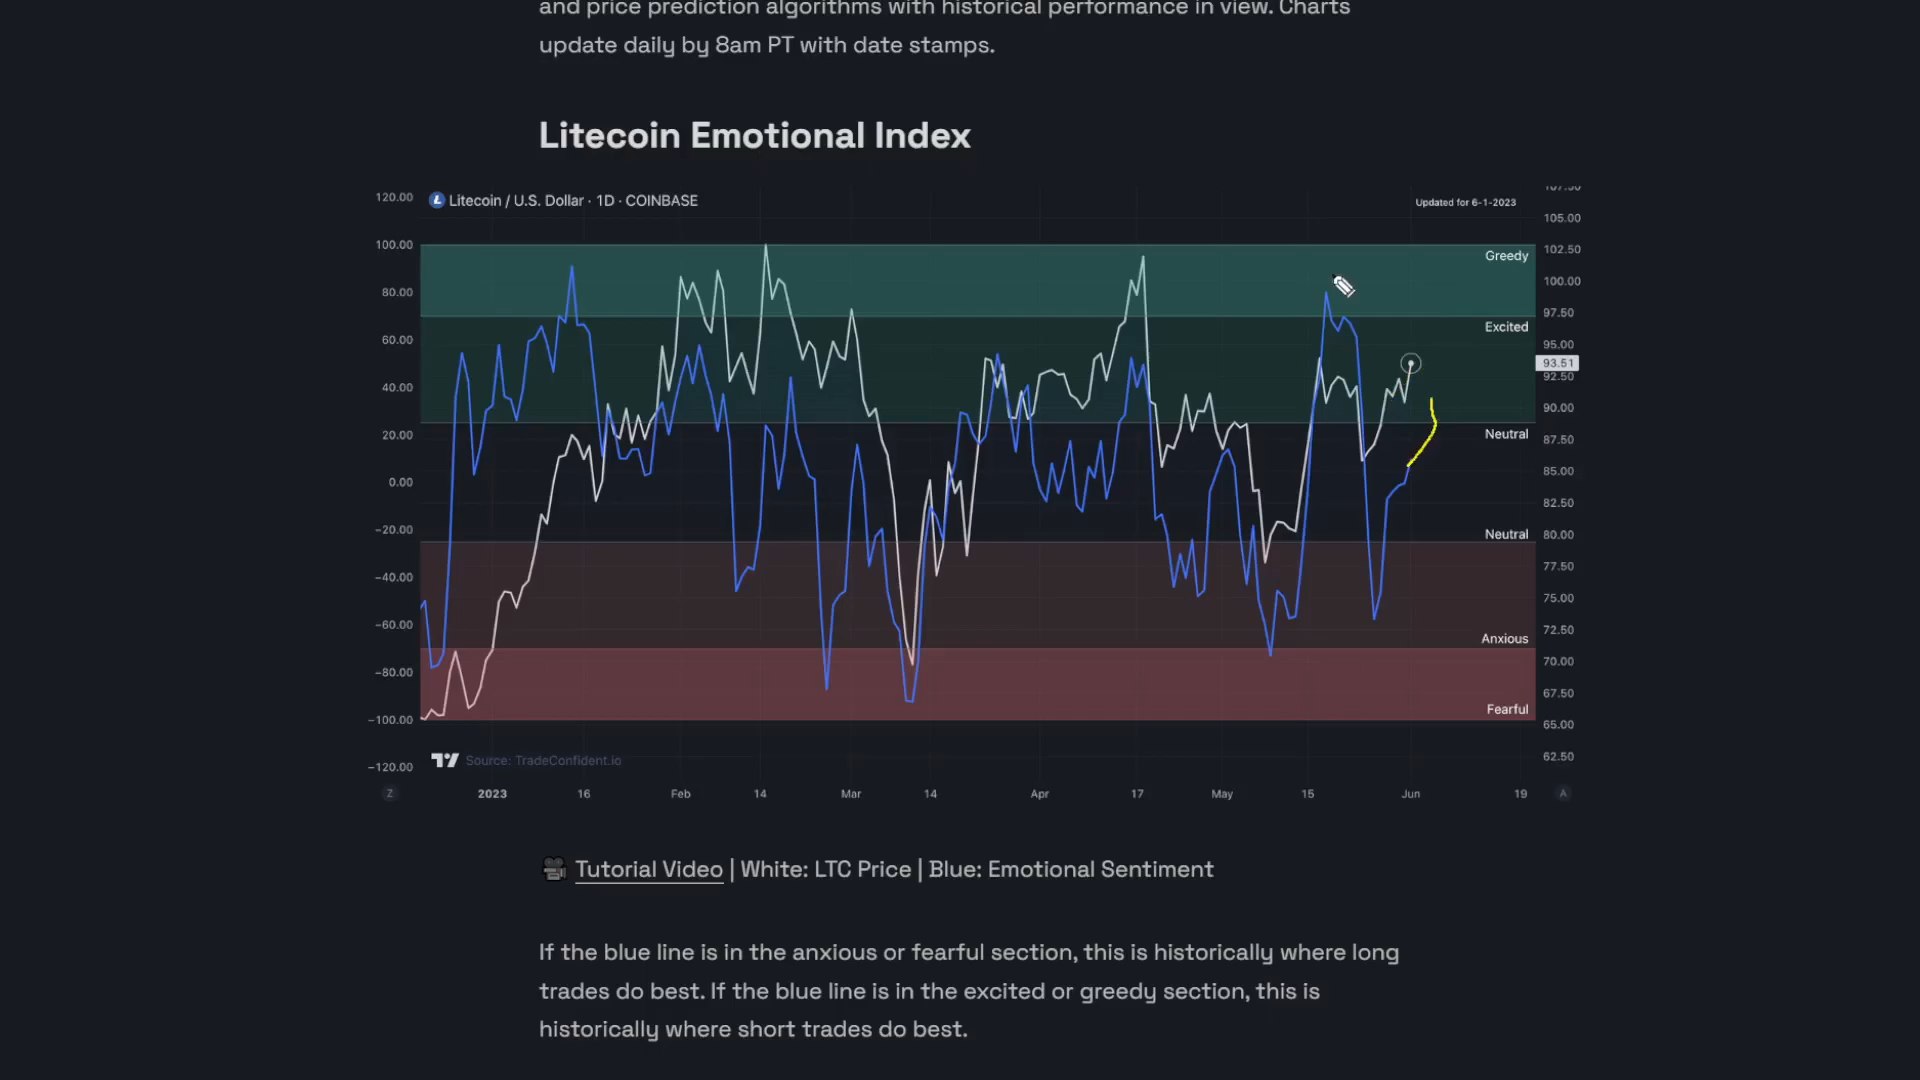 and price prediction algorithms with historical performance in view. Charts
update daily by 8am PT with date stamps.
Litecoin Emotional Index
Litecoin / U.S. Dollar · 1D · COINBASE
Updated for 6-1-2023
120.00
100.00
80.00
60.00
40.00
20.00
0.00
−20.00
−40.00
−60.00
−80.00
−100.00
−120.00
Greedy
Excited
Neutral
Neutral
Anxious
Fearful
107.50
105.00
102.50
100.00
97.50
95.00
93.51
92.50
90.00
87.50
85.00
82.50
80.00
77.50
75.00
72.50
70.00
67.50
65.00
62.50
Source: TradeConfident.io
Z 2023 16 Feb 14 Mar 14 Apr 17 May 15 Jun 19 A
Tutorial Video | White: LTC Price | Blue: Emotional Sentiment
If the blue line is in the anxious or fearful section, this is historically where long
trades do best. If the blue line is in the excited or greedy section, this is
historically where short trades do best.